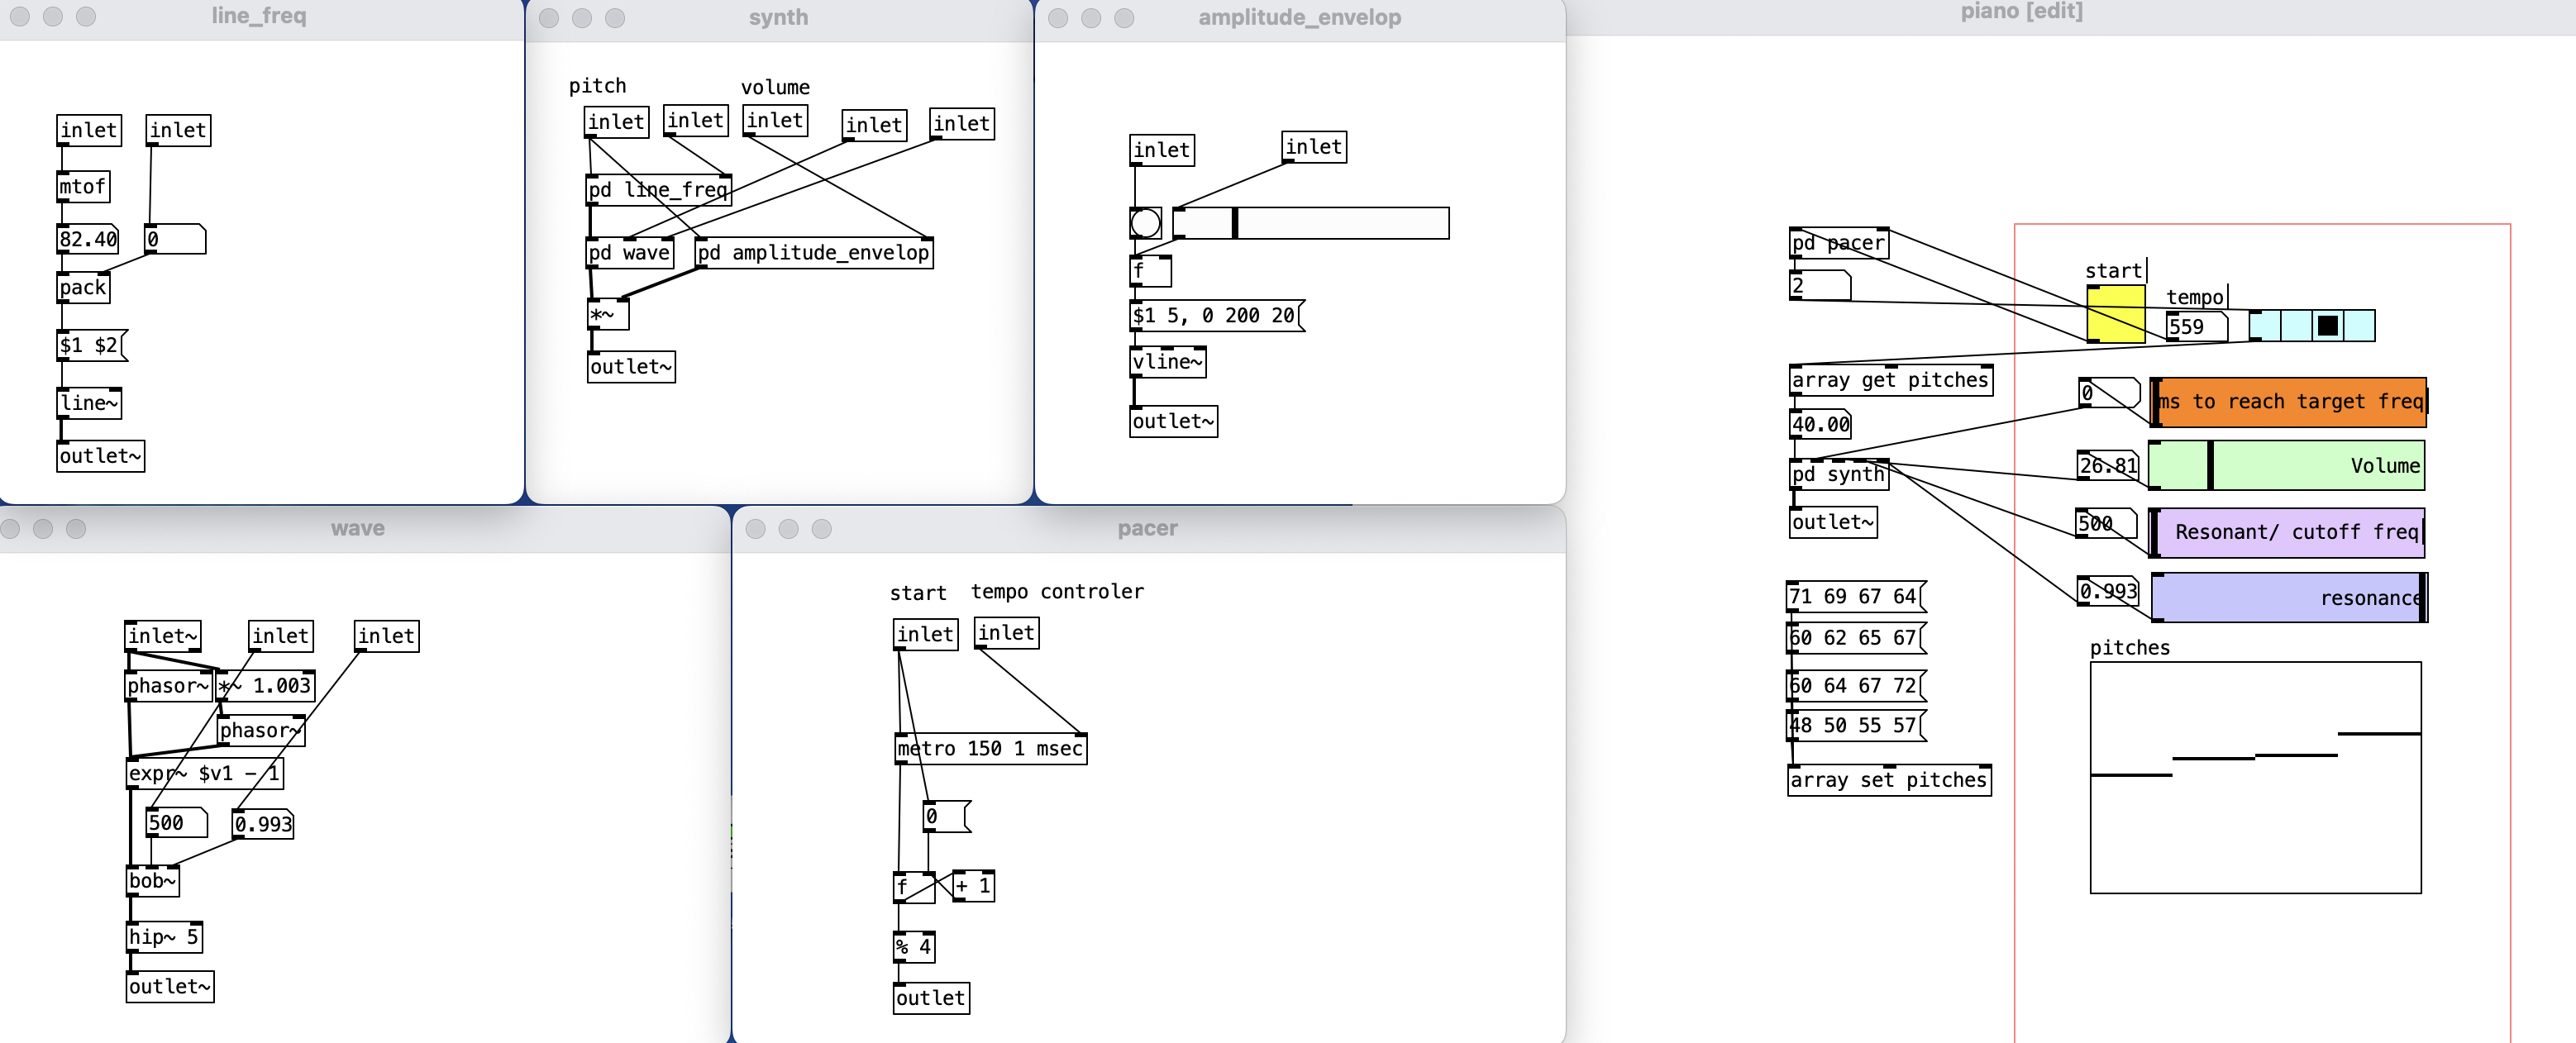 line_freq
inlet inlet
mtof
82.40 0
pack
$1 $2
line~
outlet~
synth
pitch volume
inlet inlet inlet inlet inlet
pd line_freq
pd wave pd amplitude_envelop
*~
outlet~
amplitude_envelop
inlet inlet
f
$1 5, 0 200 20
vline~
outlet~
wave
inlet~ inlet inlet
phasor~ *~ 1.003
phasor~
expr~ $v1 - 1
500 0.993
bob~
hip~ 5
outlet~
pacer
start tempo controler
inlet inlet
metro 150 1 msec
0
f + 1
% 4
outlet
piano [edit]
pd pacer
2
start
tempo
559
array get pitches
40.00
pd synth
outlet~
0 ms to reach target freq
26.81 Volume
500 Resonant/ cutoff freq
0.993 resonance
71 69 67 64
60 62 65 67
60 64 67 72
48 50 55 57
array set pitches
pitches